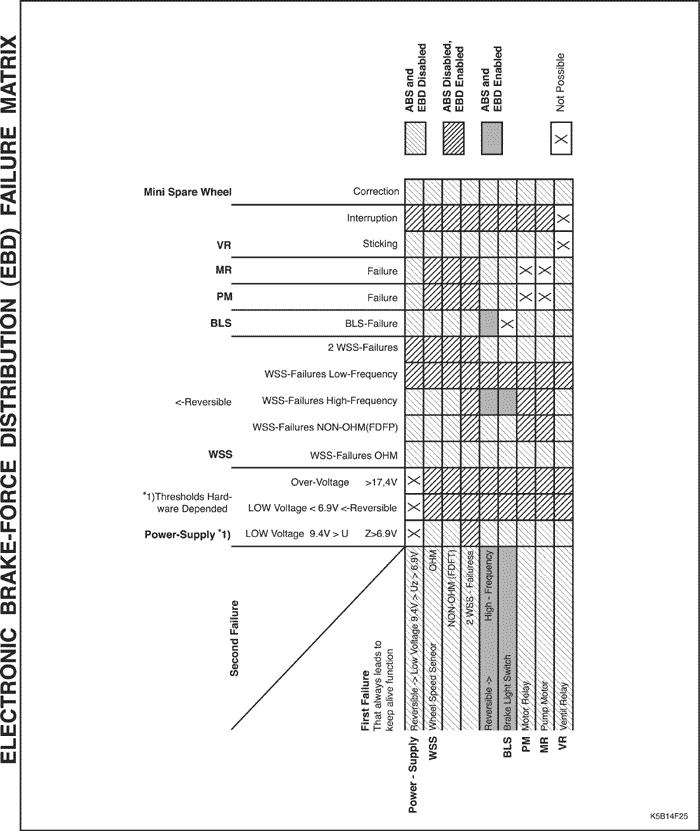 ELECTRONIC BRAKE-FORCE DISTRIBUTION (EBD) FAILURE MATRIX
ABS and
EBD Disabled
ABS Disabled,
EBD Enabled
ABS and
EBD Enabled
Not Possible
X
Mini Spare Wheel Correction
Interruption X
VR Sticking X
MR Failure X X
PM Failure X X
BLS BLS-Failure X
2 WSS-Failures
WSS-Failures Low-Frequency
<-Reversible WSS-Failures High-Frequency
WSS-Failures NON-OHM(FDFP)
WSS WSS-Failures OHM
Over-Voltage >17,4V X
*1)Thresholds Hard-
ware Depended
LOW Voltage < 6.9V <-Reversible X
Power-Supply *1) LOW Voltage 9.4V > U Z>6.9V X
Second Failure
First Failure
That always leads to
keep alive function
Power - Supply Reversible -> Low Voltage 9.4V > Uz > 6.9V
WSS Wheel Speed Seneor OHM
NON-OHM (FDFT)
2 WSS - Failuress
Reversible -> High - Frequency
BLS Brake Light Switch
PM Motor Relay
MR Pump Motor
VR Ventil Relay
K5B14F25